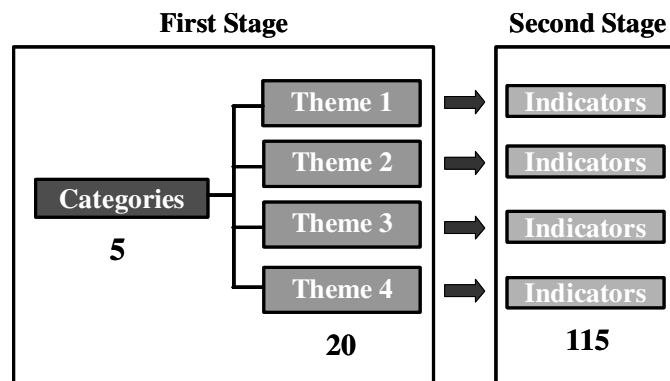 First Stage
Second Stage
Theme 1
Indicators
Theme 2
Indicators
Categories
5
Theme 3
Indicators
Theme 4
Indicators
20
115